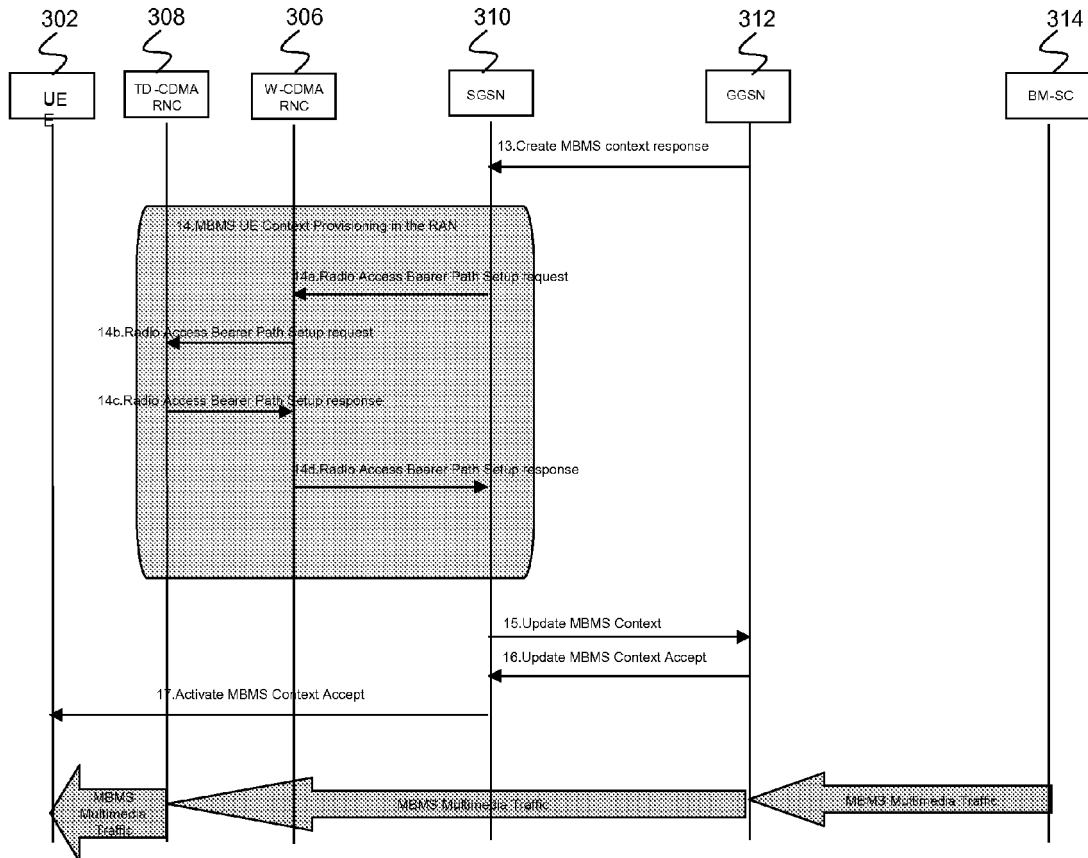 302
308
306
310
312
314
UE
E
TD-CDMA
RNC
W-CDMA
RNC
SGSN
GGSN
BM-SC
13.Create MBMS context response
14.MBMS UE Context Provisioning in the RAN
14a.Radio Access Bearer Path Setup request
14b.Radio Access Bearer Path Setup request
14c.Radio Access Bearer Path Setup response
14d.Radio Access Bearer Path Setup response
15.Update MBMS Context
16.Update MBMS Context Accept
17.Activate MBMS Context Accept
MBMS
Multimedia
Traffic
MBMS Multimedia Traffic
MBMS Multimedia Traffic